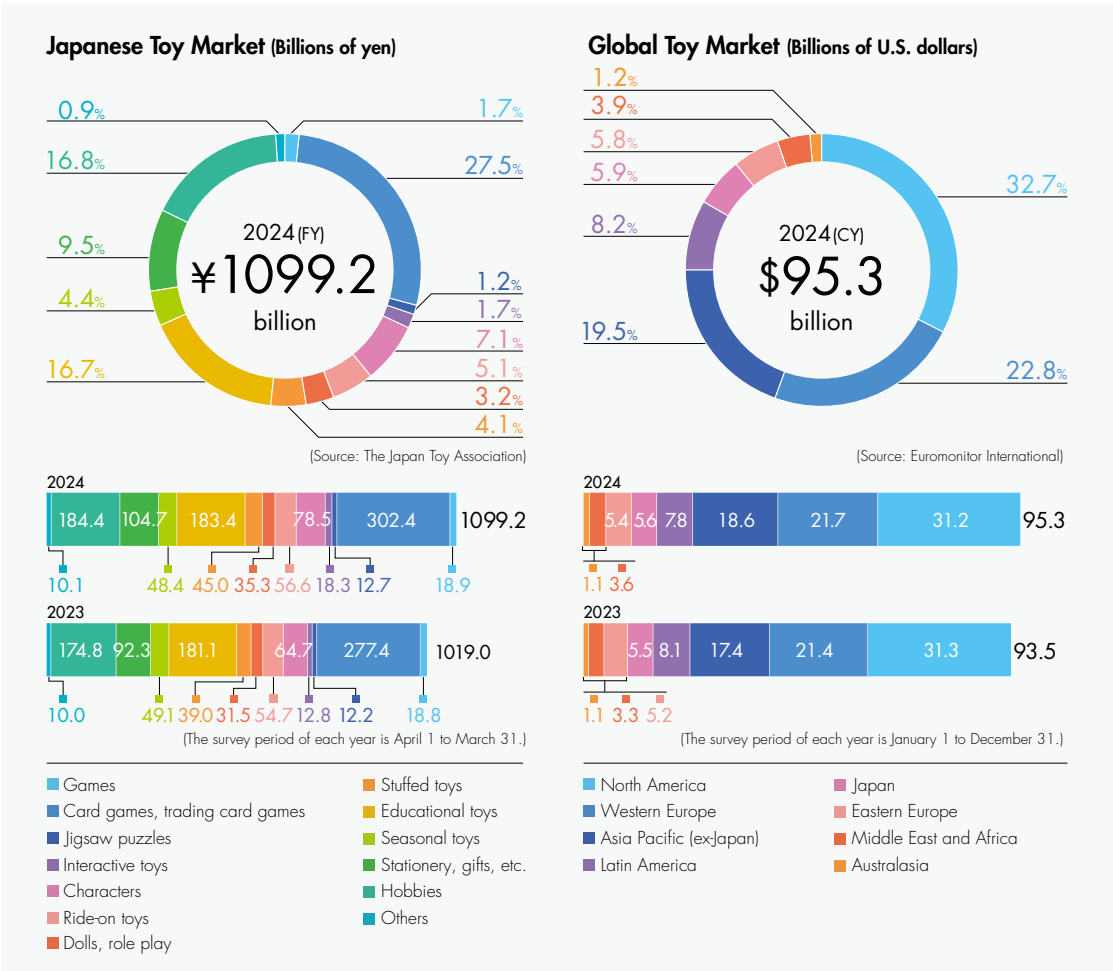 Japanese Toy Market (Billions of yen)
0.9%
1.7%
16.8%
27.5%
9.5%
4.4%
16.7%
1.2%
1.7%
7.1%
5.1%
3.2%
4.1%
2024 (FY)
¥1099.2
billion
(Source: The Japan Toy Association)
2024
184.4 104.7 183.4 78.5 302.4 1099.2
10.1 48.4 45.0 35.3 56.6 18.3 12.7 18.9
2023
174.8 92.3 181.1 64.7 277.4 1019.0
10.0 49.1 39.0 31.5 54.7 12.8 12.2 18.8
(The survey period of each year is April 1 to March 31.)
Games
Card games, trading card games
Jigsaw puzzles
Interactive toys
Characters
Ride-on toys
Dolls, role play
Stuffed toys
Educational toys
Seasonal toys
Stationery, gifts, etc.
Hobbies
Others
Global Toy Market (Billions of U.S. dollars)
1.2%
3.9%
5.8%
5.9%
8.2%
19.5%
32.7%
22.8%
2024 (CY)
$95.3
billion
(Source: Euromonitor International)
2024
5.4 5.6 7.8 18.6 21.7 31.2 95.3
1.1 3.6
2023
5.5 8.1 17.4 21.4 31.3 93.5
1.1 3.3 5.2
(The survey period of each year is January 1 to December 31.)
North America
Western Europe
Asia Pacific (ex-Japan)
Latin America
Japan
Eastern Europe
Middle East and Africa
Australasia